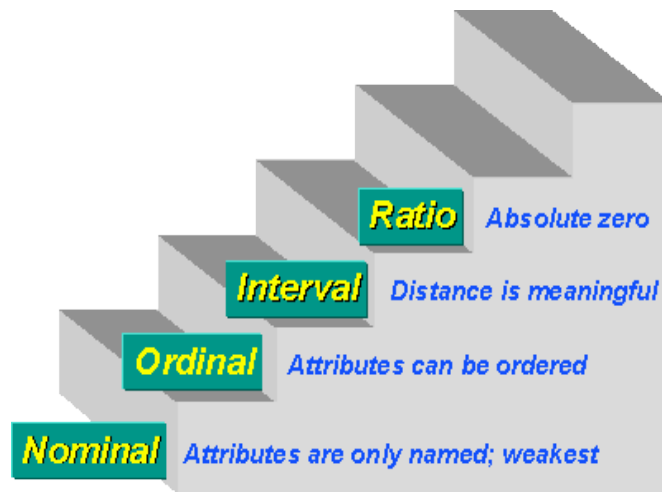 Ratio Absolute zero
Interval Distance is meaningful
Ordinal Attributes can be ordered
Nominal Attributes are only named; weakest